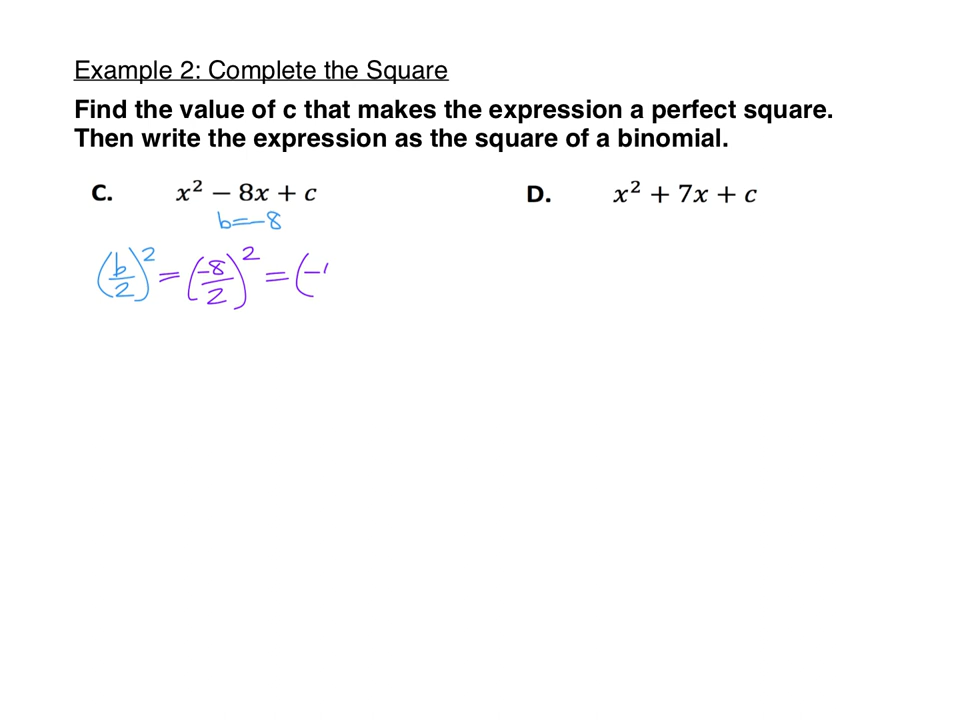 Example 2: Complete the Square
Find the value of c that makes the expression a perfect square.
Then write the expression as the square of a binomial.
C. x² − 8x + c
b=-8
(b/2)² = (-8/2)² = (-
D. x² + 7x + c